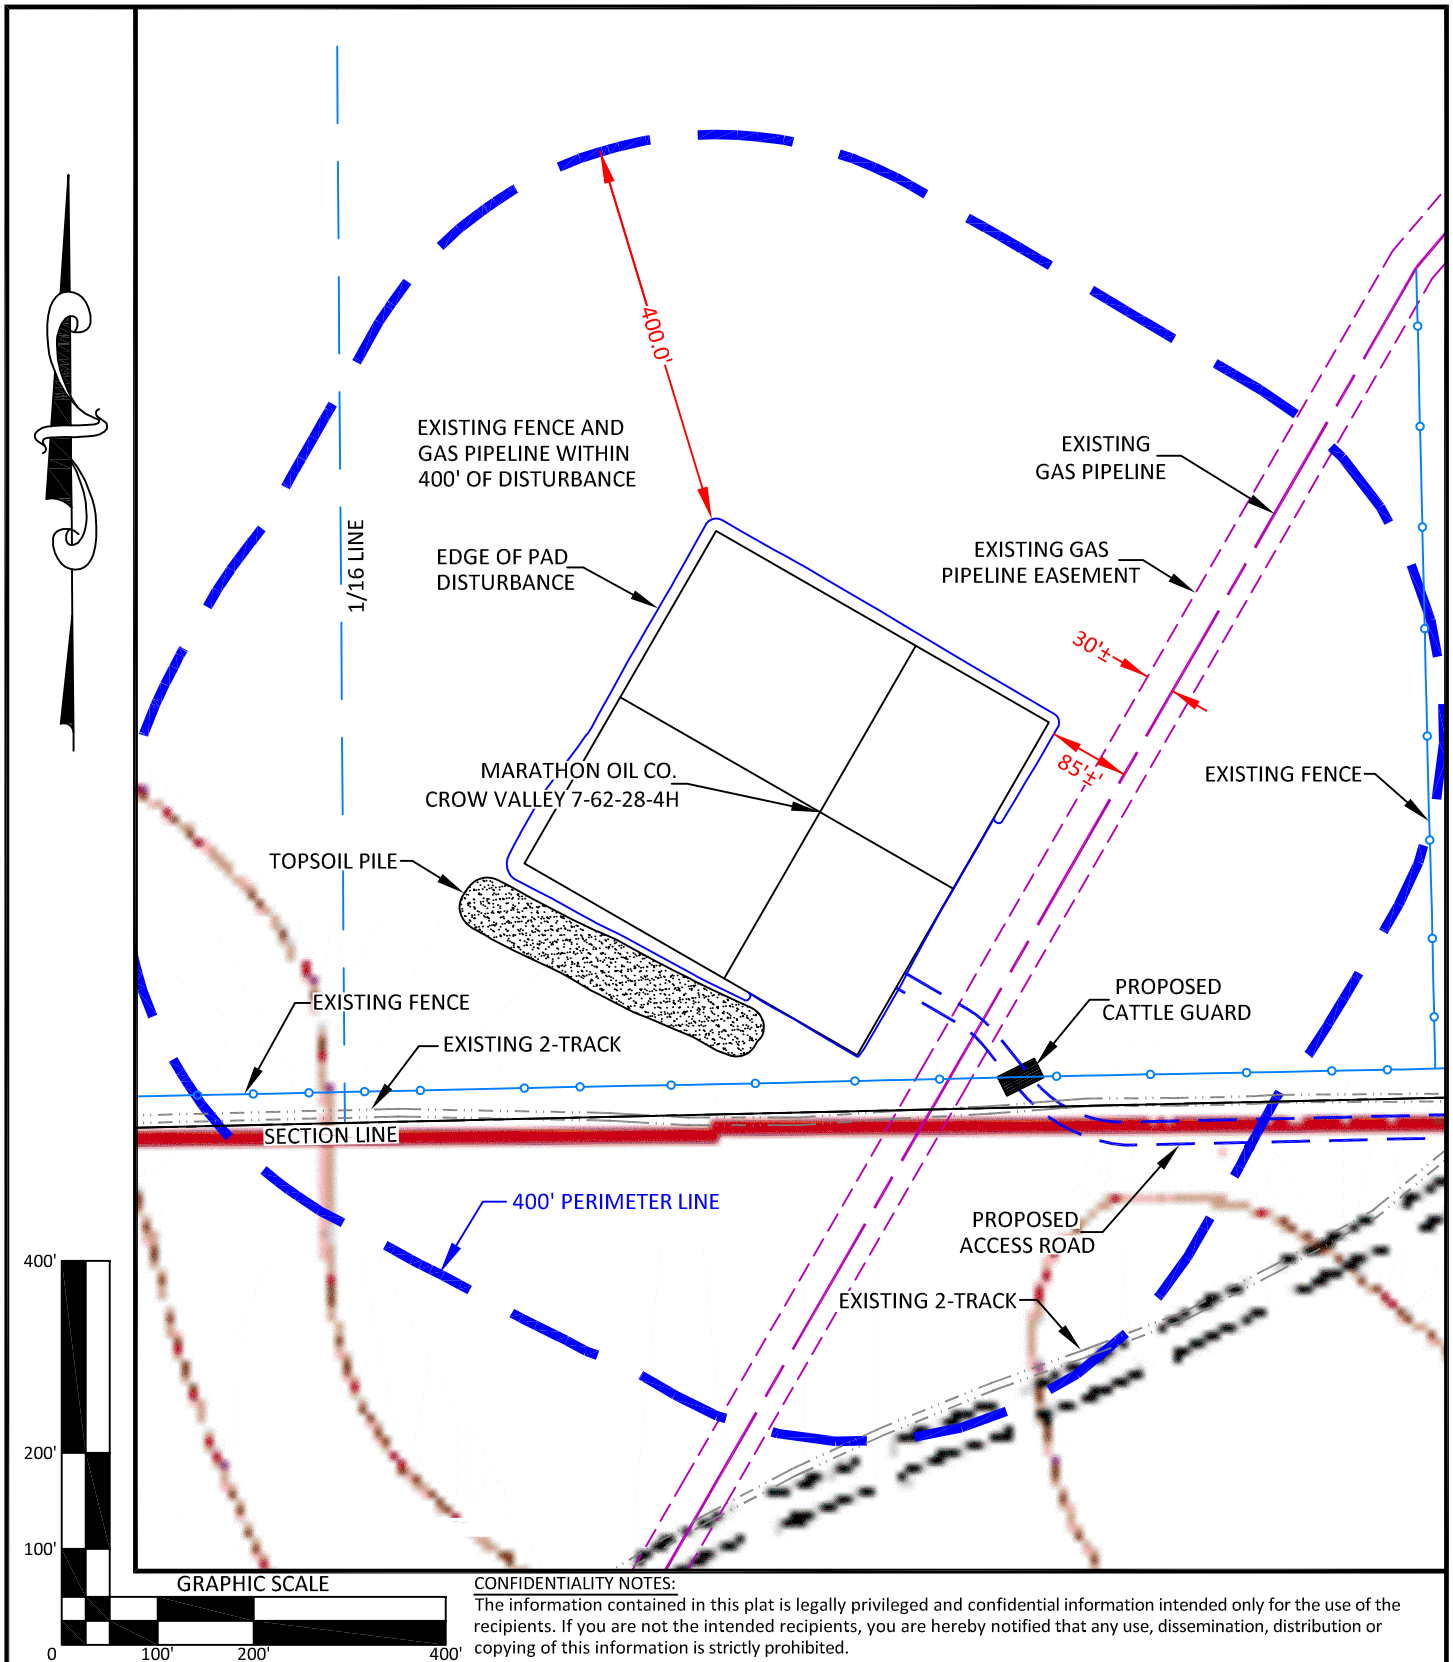 400.0'
EXISTING FENCE AND
GAS PIPELINE WITHIN
400' OF DISTURBANCE
EXISTING
GAS PIPELINE
1/16 LINE
EDGE OF PAD
DISTURBANCE
EXISTING GAS
PIPELINE EASEMENT
30'±
85'±'
MARATHON OIL CO.
CROW VALLEY 7-62-28-4H
EXISTING FENCE
TOPSOIL PILE
EXISTING FENCE
PROPOSED
CATTLE GUARD
EXISTING 2-TRACK
SECTION LINE
400' PERIMETER LINE
PROPOSED
ACCESS ROAD
EXISTING 2-TRACK
400'
200'
100'
GRAPHIC SCALE
0
100'
200'
400'
CONFIDENTIALITY NOTES:
The information contained in this plat is legally privileged and confidential information intended only for the use of the
recipients. If you are not the intended recipients, you are hereby notified that any use, dissemination, distribution or
copying of this information is strictly prohibited.